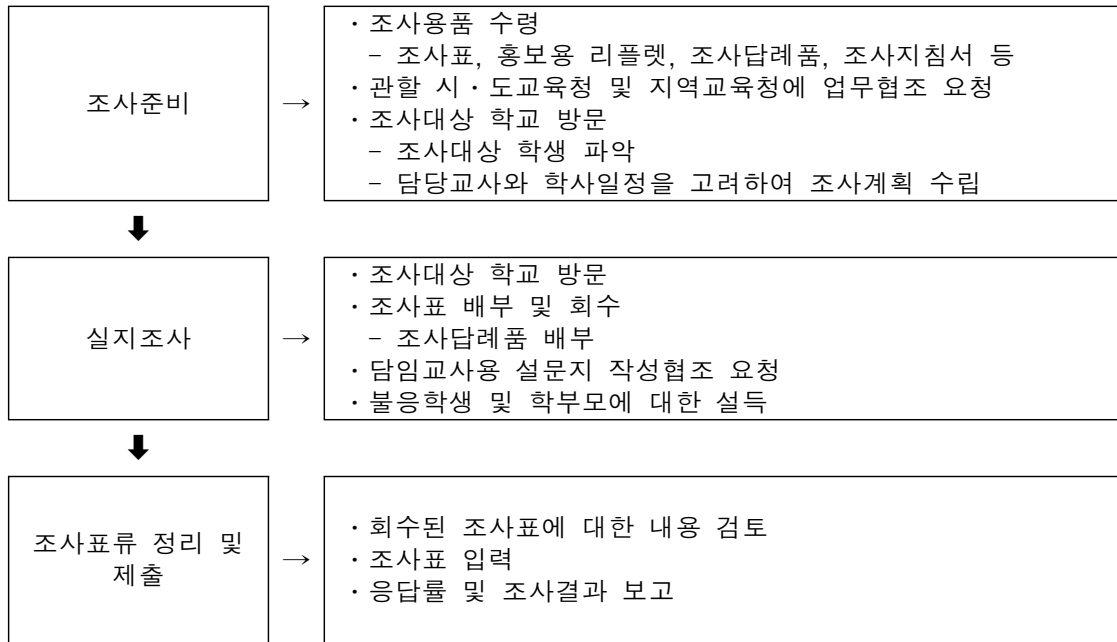 조사준비
→
· 조사용품 수령
- 조사표, 홍보용 리플렛, 조사답례품, 조사지침서 등
· 관할 시·도교육청 및 지역교육청에 업무협조 요청
· 조사대상 학교 방문
- 조사대상 학생 파악
- 담당교사와 학사일정을 고려하여 조사계획 수립
실지조사
→
· 조사대상 학교 방문
· 조사표 배부 및 회수
- 조사답례품 배부
· 담임교사용 설문지 작성협조 요청
· 불응학생 및 학부모에 대한 설득
조사표류 정리 및
제출
→
· 회수된 조사표에 대한 내용 검토
· 조사표 입력
· 응답률 및 조사결과 보고